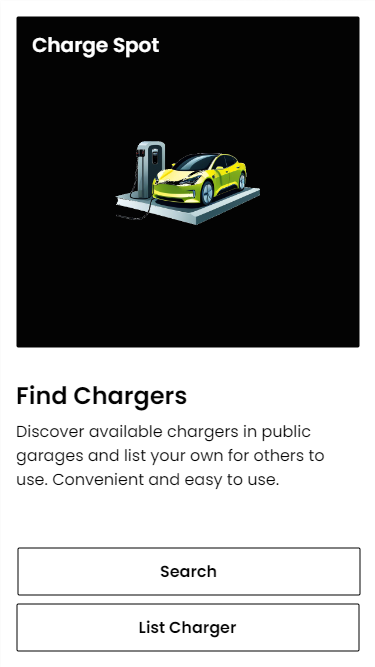 Charge Spot
Find Chargers
Discover available chargers in public
garages and list your own for others to
use. Convenient and easy to use.
Search
List Charger